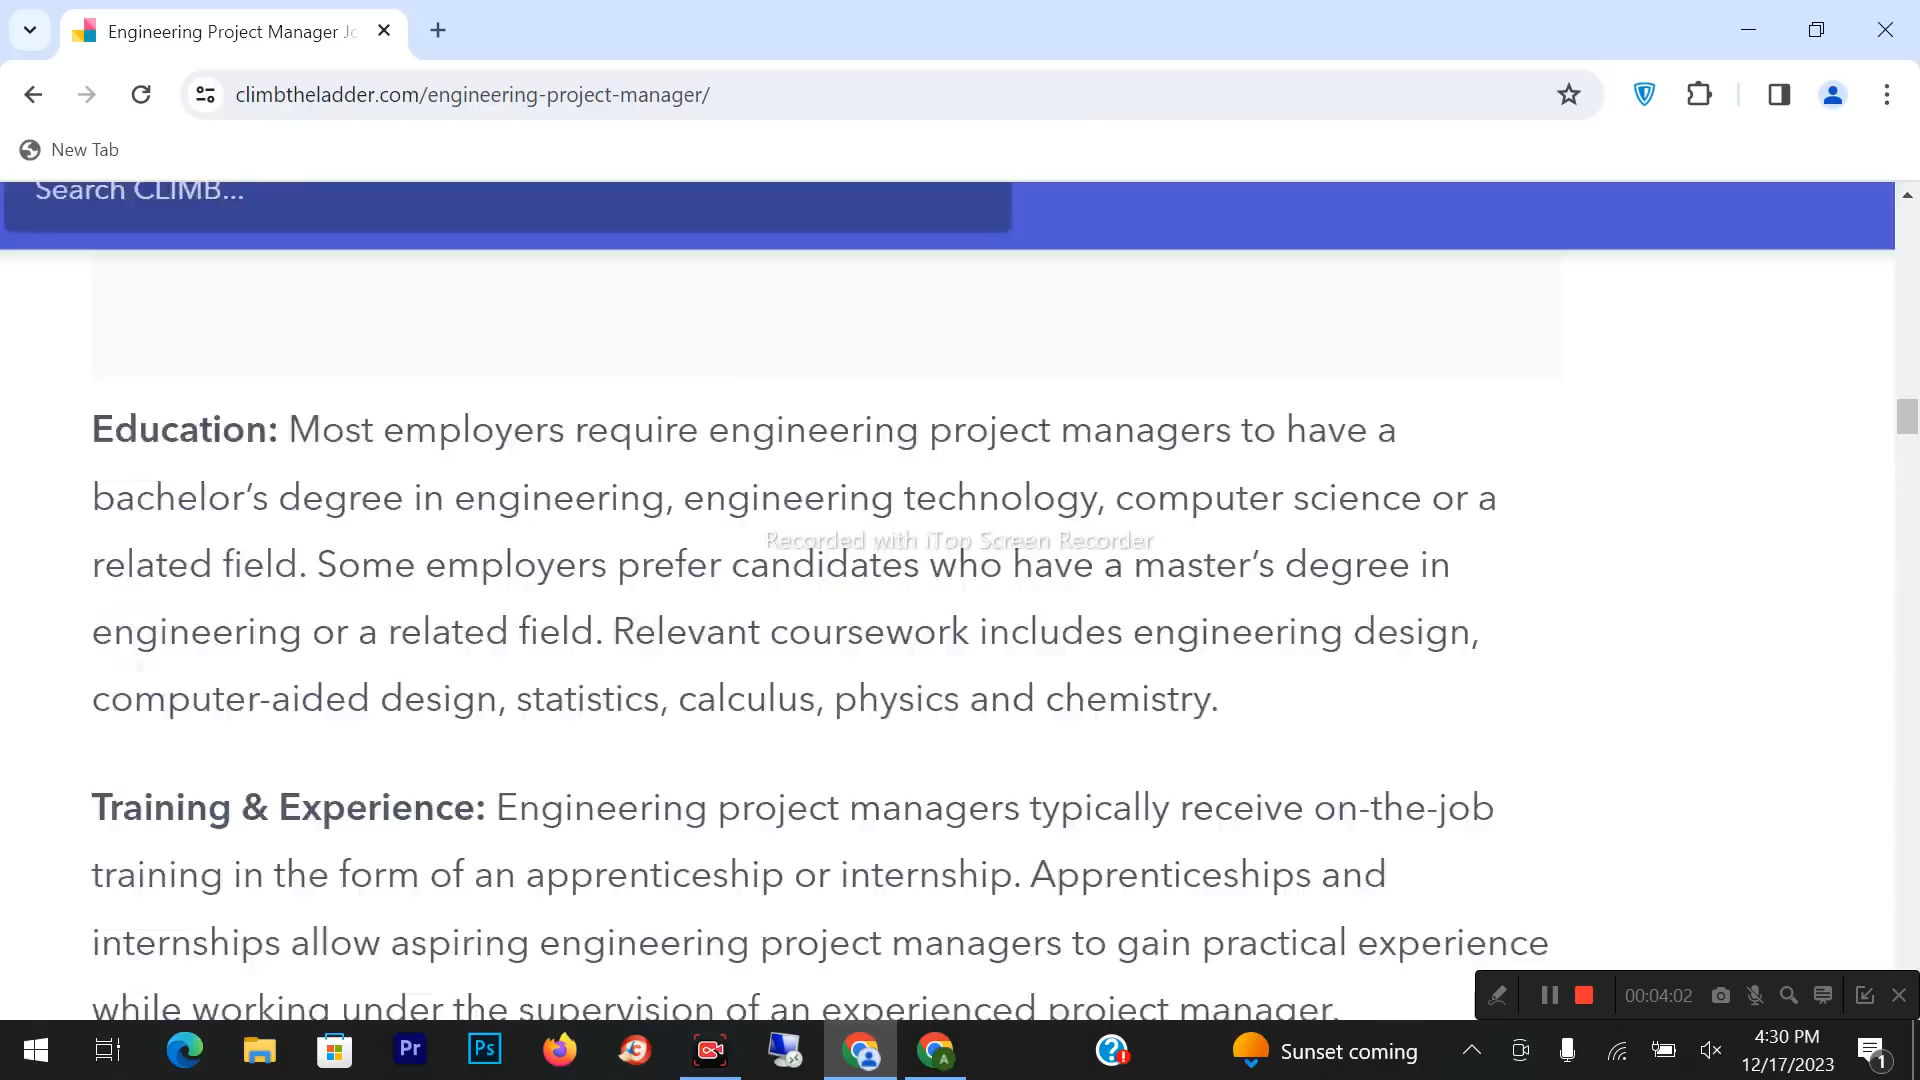 Engineering Project Manager Jo
climbtheladder.com/engineering-project-manager/
New Tab
Search CLIMB...
Education: Most employers require engineering project managers to have a
bachelor’s degree in engineering, engineering technology, computer science or a
related field. Some employers prefer candidates who have a master’s degree in
engineering or a related field. Relevant coursework includes engineering design,
computer-aided design, statistics, calculus, physics and chemistry.
Recorded with iTop Screen Recorder
Training & Experience: Engineering project managers typically receive on-the-job
training in the form of an apprenticeship or internship. Apprenticeships and
internships allow aspiring engineering project managers to gain practical experience
while working under the supervision of an experienced project manager.
00:04:02
Pr
Ps
A
Sunset coming
4:30 PM
12/17/2023
1